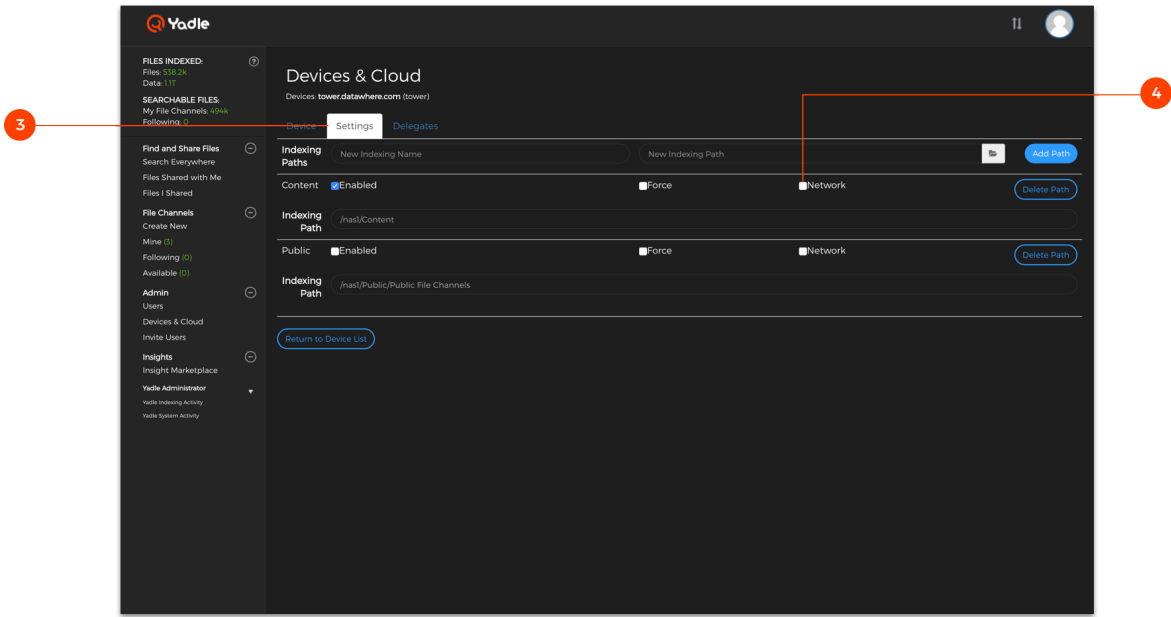 Yadle
FILES INDEXED:
Files: 538.2k
Data: 1.1T
SEARCHABLE FILES:
My File Channels: 494k
Following: 0
Find and Share Files
Search Everywhere
Files Shared with Me
Files I Shared
File Channels
Create New
Mine (3)
Following (0)
Available (0)
Admin
Users
Devices & Cloud
Invite Users
Insights
Insight Marketplace
Yadle Administrator
Yadle Indexing Activity
Yadle System Activity
Devices & Cloud
Devices: tower.datawhere.com (tower)
3
4
Device Settings Delegates
Indexing Paths New Indexing Name New Indexing Path Add Path
Content Enabled Force Network Delete Path
Indexing Path /nas1/Content
Public Enabled Force Network Delete Path
Indexing Path /nas1/Public/Public File Channels
Return to Device List